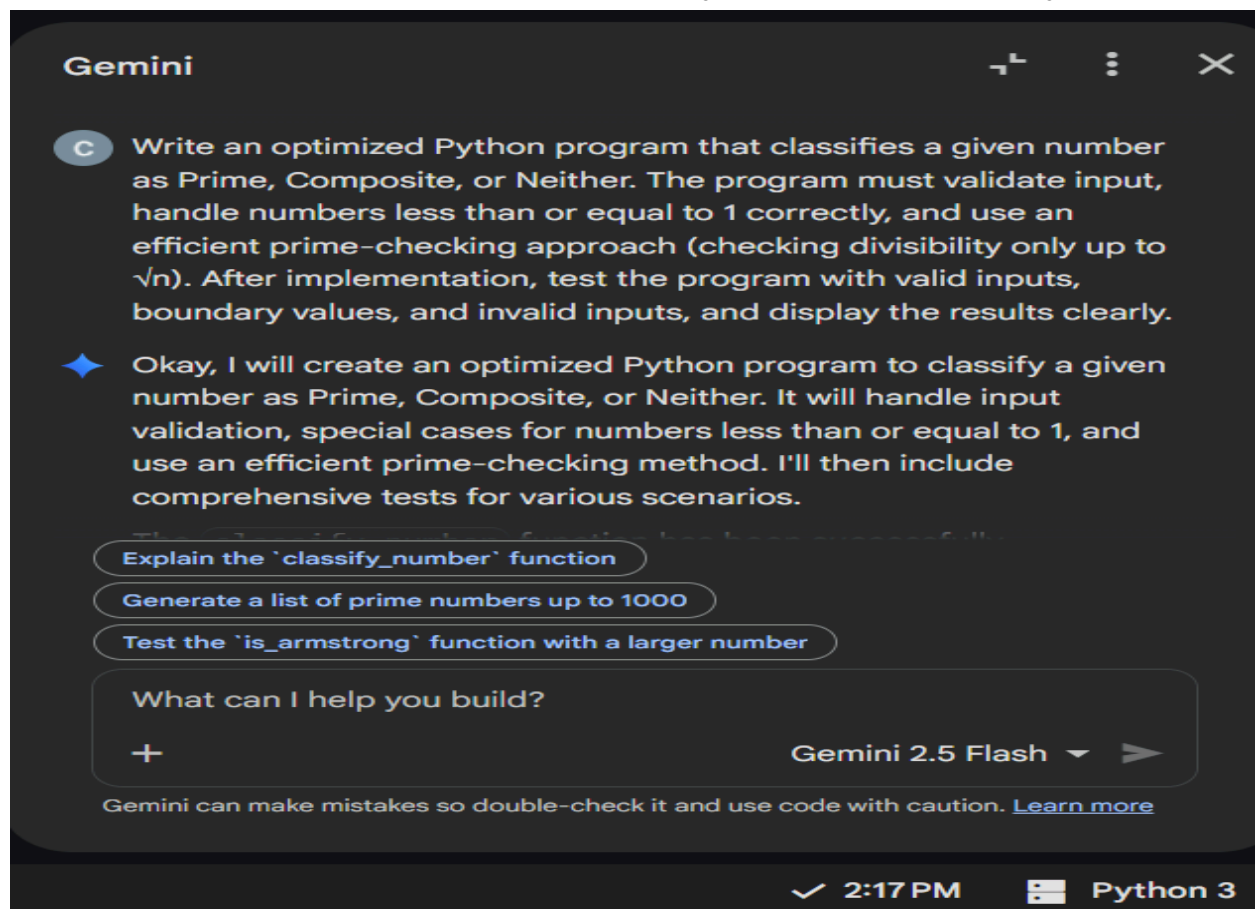 Gemini
C
Write an optimized Python program that classifies a given number
as Prime, Composite, or Neither. The program must validate input,
handle numbers less than or equal to 1 correctly, and use an
efficient prime-checking approach (checking divisibility only up to
√n). After implementation, test the program with valid inputs,
boundary values, and invalid inputs, and display the results clearly.
Okay, I will create an optimized Python program to classify a given
number as Prime, Composite, or Neither. It will handle input
validation, special cases for numbers less than or equal to 1, and
use an efficient prime-checking method. I'll then include
comprehensive tests for various scenarios.
Explain the `classify_number` function
Generate a list of prime numbers up to 1000
Test the `is_armstrong` function with a larger number
What can I help you build?
Gemini 2.5 Flash
Gemini can make mistakes so double-check it and use code with caution. Learn more
2:17 PM Python 3